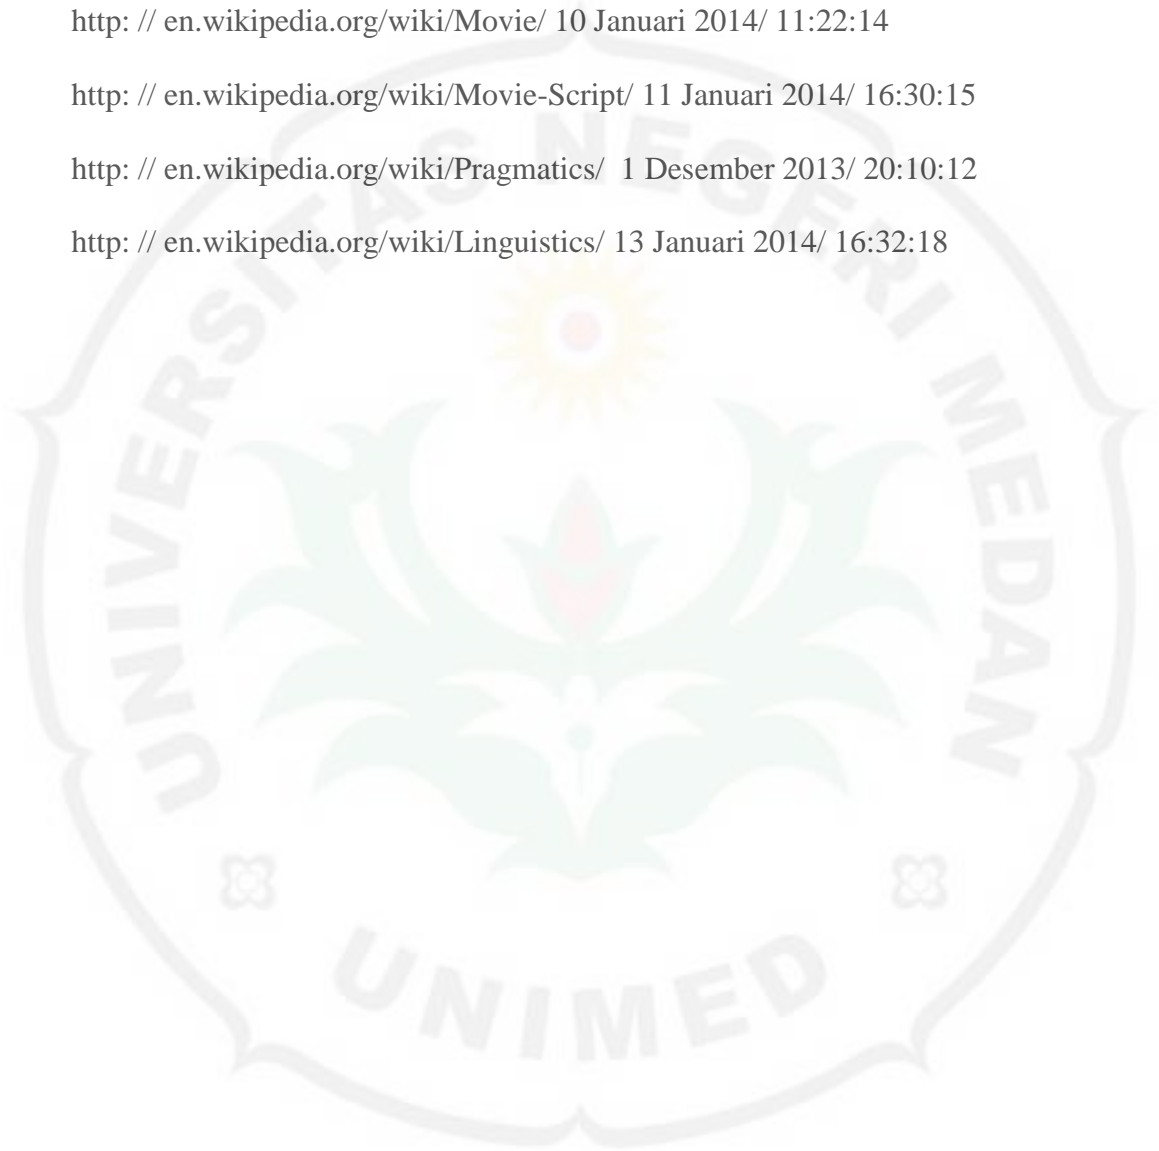 http: // en.wikipedia.org/wiki/Movie/ 10 Januari 2014/ 11:22:14
http: // en.wikipedia.org/wiki/Movie-Script/ 11 Januari 2014/ 16:30:15
http: // en.wikipedia.org/wiki/Pragmatics/  1 Desember 2013/ 20:10:12
http: // en.wikipedia.org/wiki/Linguistics/ 13 Januari 2014/ 16:32:18
UNIVERSITAS NEGERI MEDAN
UNIMED